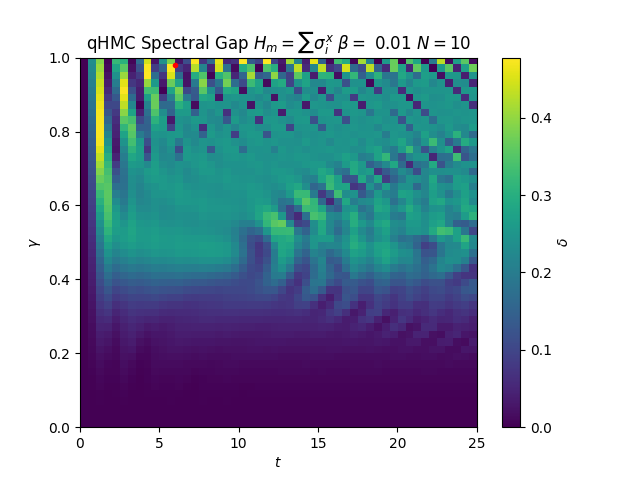 qHMC Spectral Gap $H_m = \sum \sigma_i^x$ $\beta =$ 0.01 $N = 10$
1.0
0.8
0.6
0.4
0.2
0.0
γ
0 5 10 15 20 25
t
0.4
0.3
0.2
0.1
0.0
δ